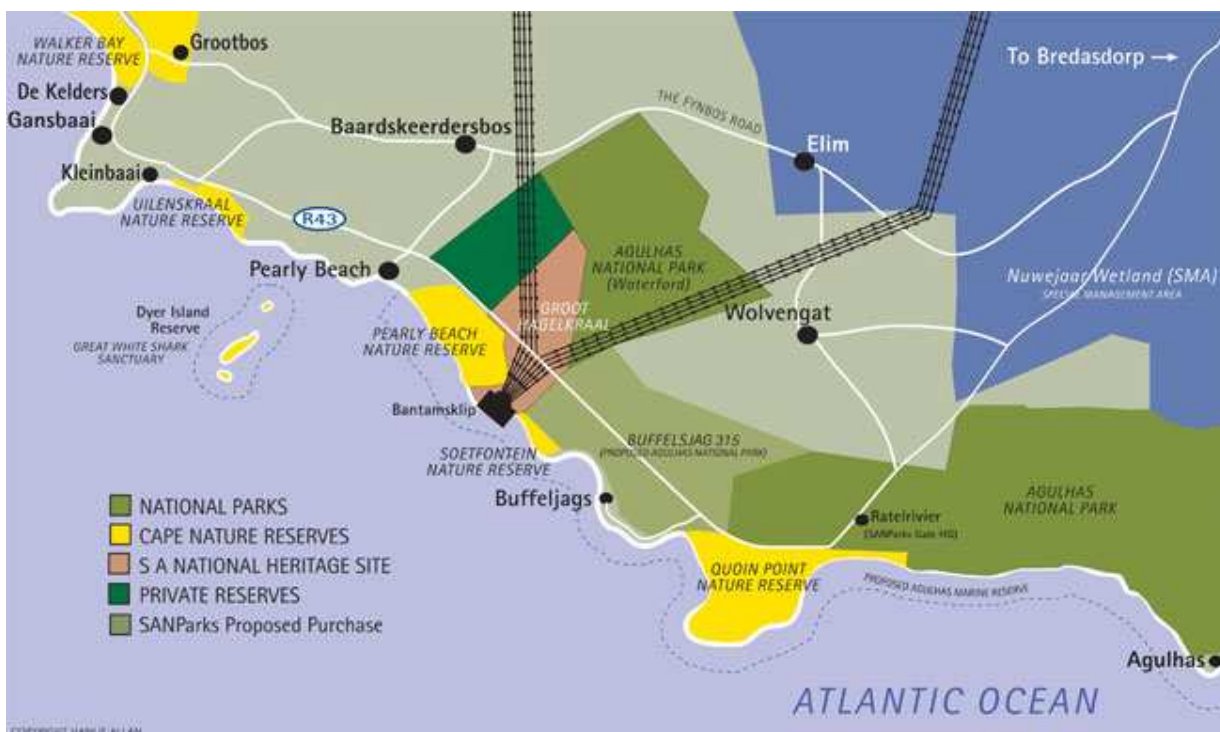 WALKER BAY
NATURE RESERVE
Grootbos
To Bredasdorp
De Kelders
Gansbaai
Baardskeerdersbos
THE FYNBOS ROAD
Elim
Kleinbaai
UILENSKRAAL
NATURE RESERVE
R43
Pearly Beach
AGULHAS
NATIONAL PARK
(Waterford)
Nuwejaar Wetland (SMA)
SPECIAL MANAGEMENT AREA
Dyer Island
Reserve
GREAT WHITE SHARK
SANCTUARY
GROOT
HAGELKRAAL
Wolvengat
PEARLY BEACH
NATURE RESERVE
Bantamsklip
SOETFONTEIN
NATURE RESERVE
BUFFELSJAG 315
(PROPOSED AGULHAS NATIONAL PARK)
Buffeljags
AGULHAS
NATIONAL PARK
Ratelrivier
(SANParks Gate HQ)
NATIONAL PARKS
CAPE NATURE RESERVES
S A NATIONAL HERITAGE SITE
PRIVATE RESERVES
SANParks Proposed Purchase
QUOIN POINT
NATURE RESERVE
PROPOSED AGULHAS MARINE RESERVE
Agulhas
ATLANTIC OCEAN